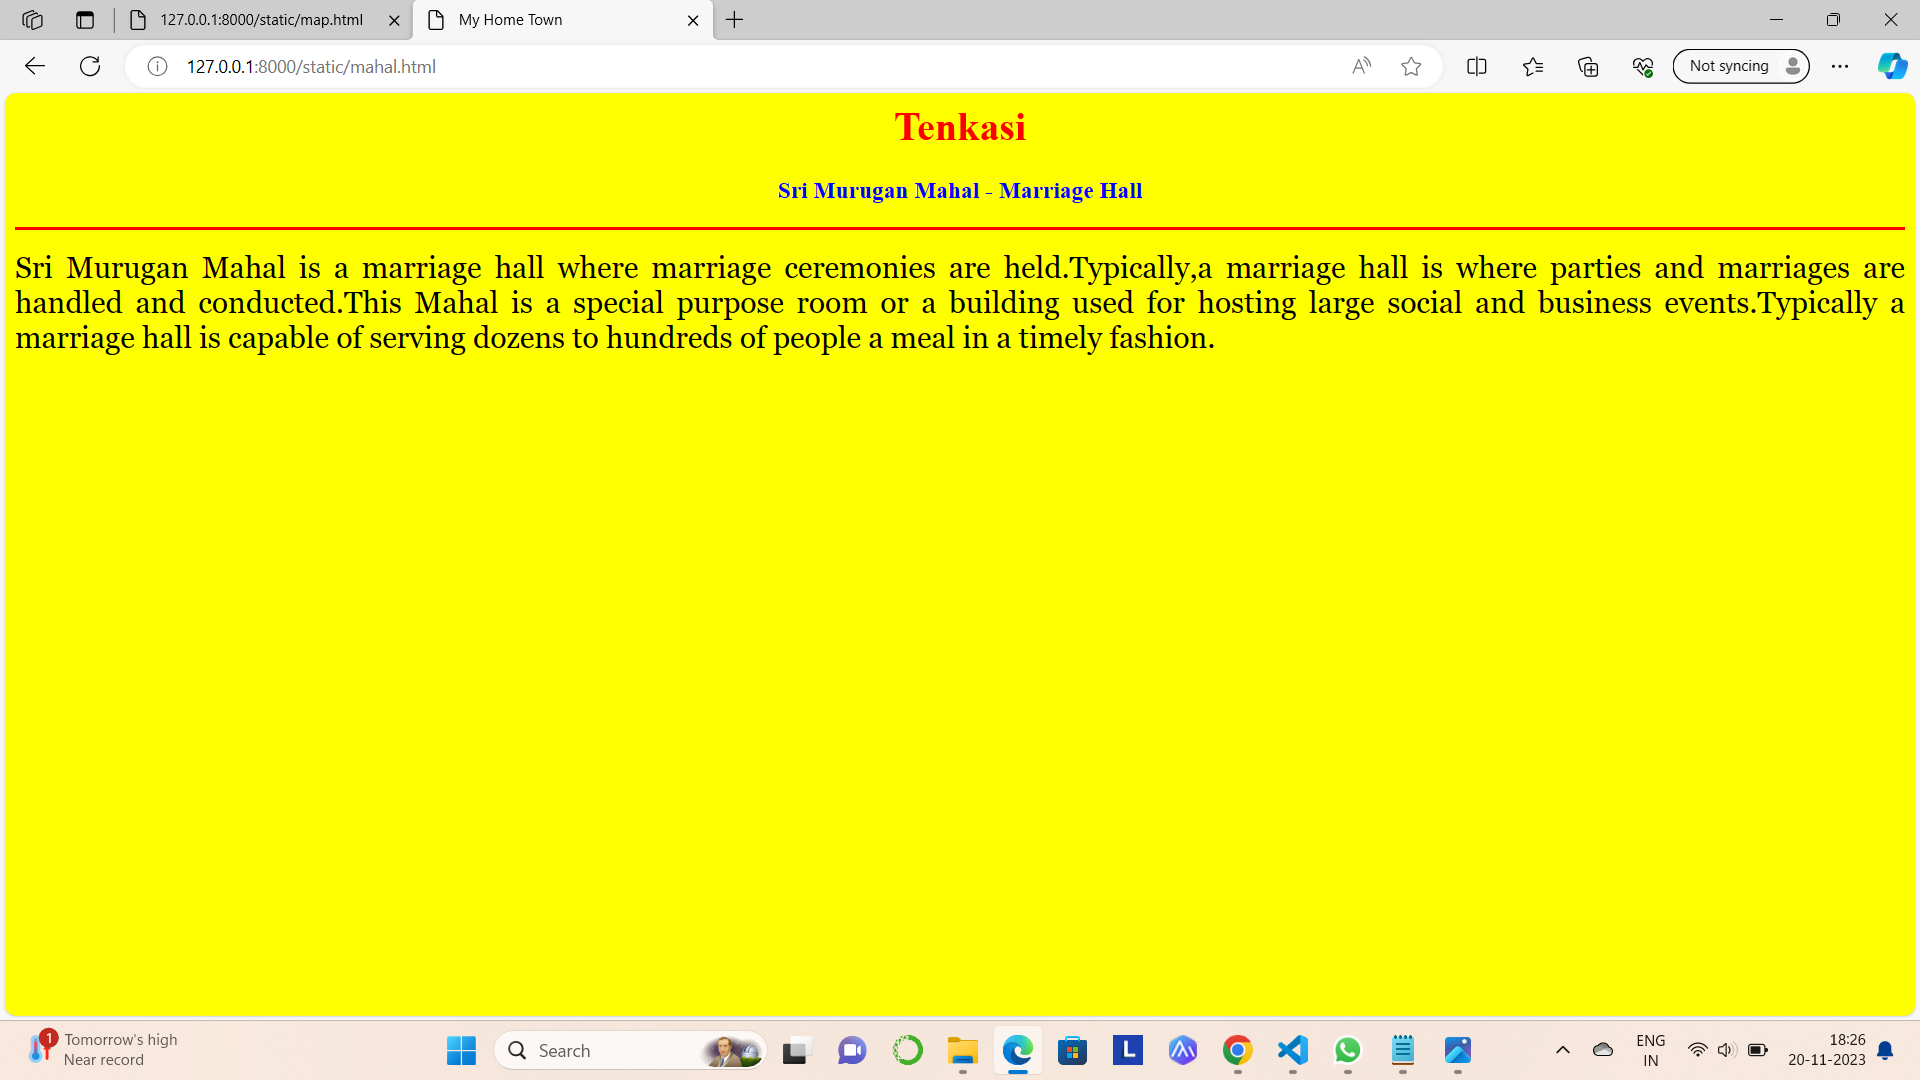 127.0.0.1:8000/static/map.html
My Home Town
127.0.0.1:8000/static/mahal.html
Not syncing
Tenkasi
Sri Murugan Mahal - Marriage Hall
Sri Murugan Mahal is a marriage hall where marriage ceremonies are held.Typically,a marriage hall is where parties and marriages are
handled and conducted.This Mahal is a special purpose room or a building used for hosting large social and business events.Typically a
marriage hall is capable of serving dozens to hundreds of people a meal in a timely fashion.
1
Tomorrow's high
Near record
Search
L
ENG
IN
18:26
20-11-2023